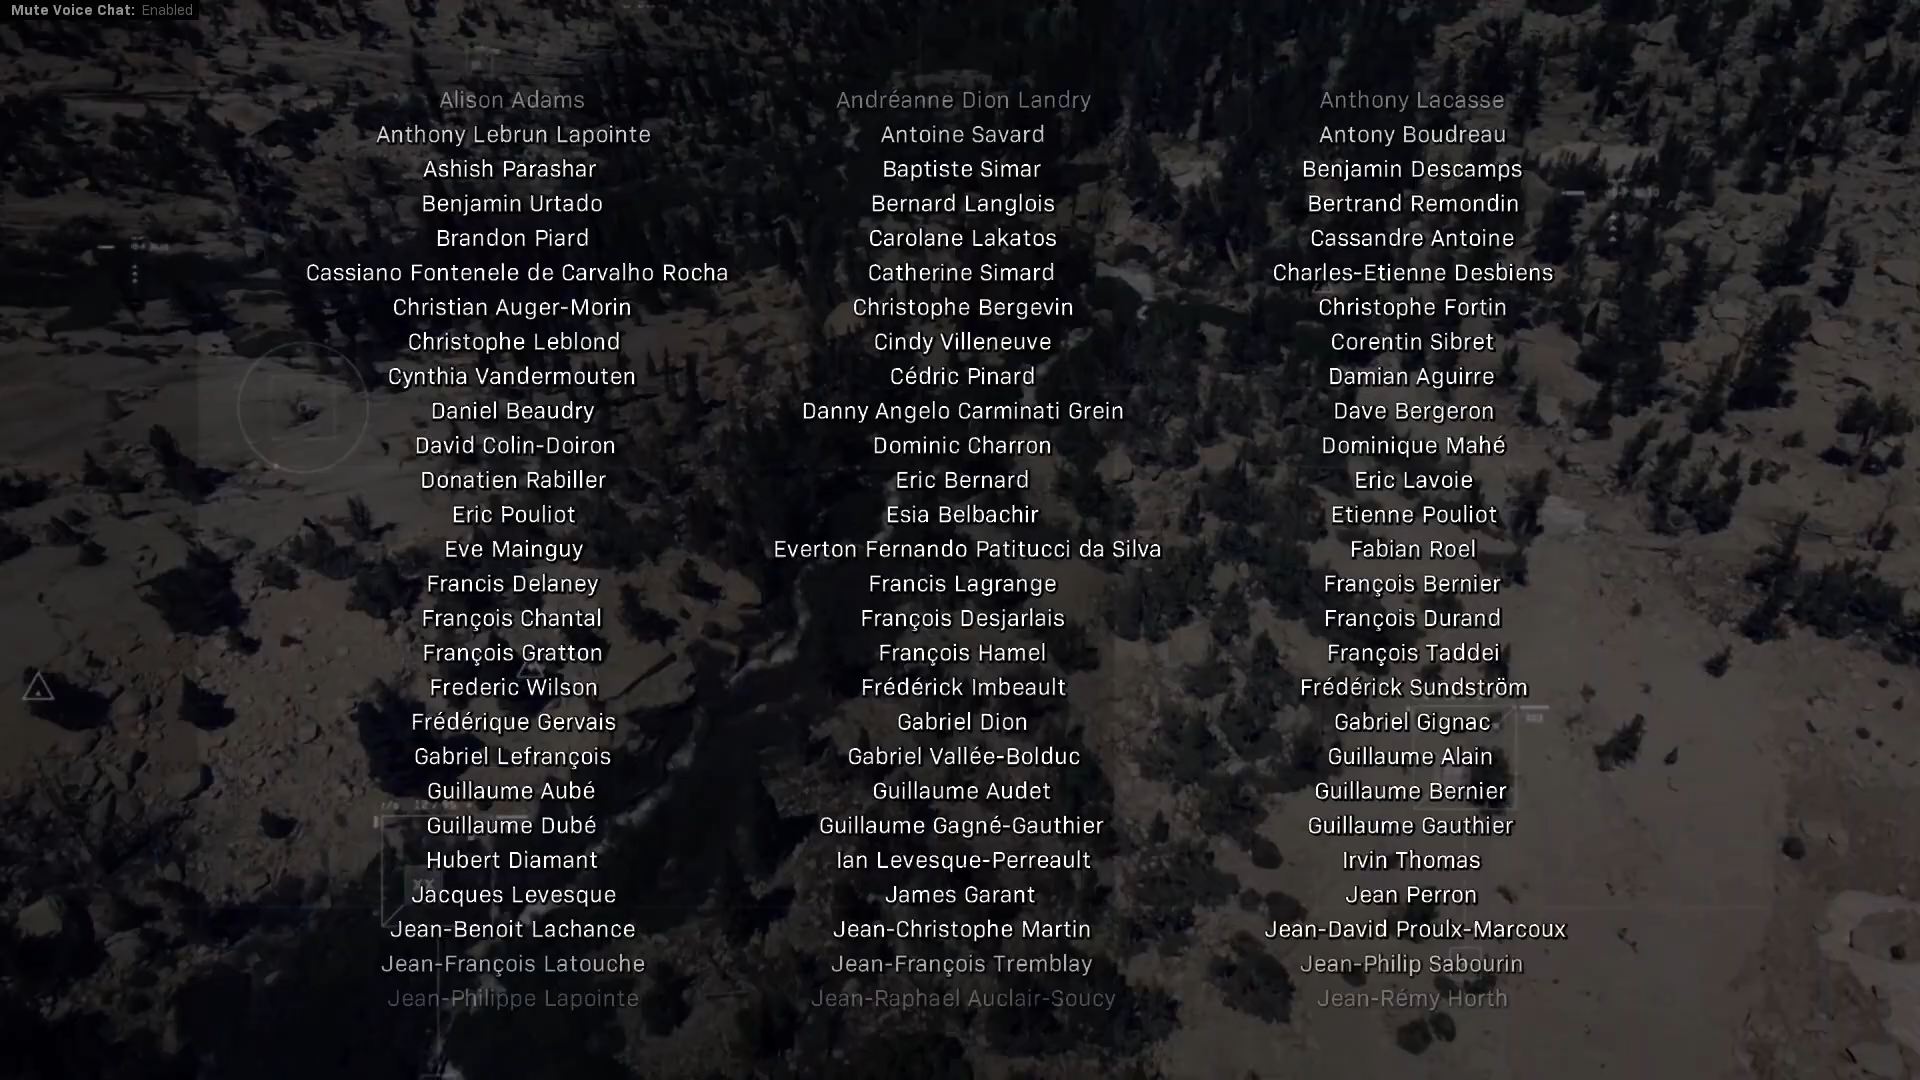 Mute Voice Chat: Enabled
Alison Adams Andréanne Dion Landry Anthony Lacasse
Anthony Lebrun Lapointe Antoine Savard Antony Boudreau
Ashish Parashar Baptiste Simar Benjamin Descamps
Benjamin Urtado Bernard Langlois Bertrand Remondin
Brandon Piard Carolane Lakatos Cassandre Antoine
Cassiano Fontenele de Carvalho Rocha Catherine Simard Charles-Etienne Desbiens
Christian Auger-Morin Christophe Bergevin Christophe Fortin
Christophe Leblond Cindy Villeneuve Corentin Sibret
Cynthia Vandermouten Cédric Pinard Damian Aguirre
Daniel Beaudry Danny Angelo Carminati Grein Dave Bergeron
David Colin-Doiron Dominic Charron Dominique Mahé
Donatien Rabiller Eric Bernard Eric Lavoie
Eric Pouliot Esia Belbachir Etienne Pouliot
Eve Mainguy Everton Fernando Patitucci da Silva Fabian Roel
Francis Delaney Francis Lagrange François Bernier
François Chantal François Desjarlais François Durand
François Gratton François Hamel François Taddei
Frederic Wilson Frédérick Imbeault Frédérick Sundström
Frédérique Gervais Gabriel Dion Gabriel Gignac
Gabriel Lefrançois Gabriel Vallée-Bolduc Guillaume Alain
Guillaume Aubé Guillaume Audet Guillaume Bernier
Guillaume Dubé Guillaume Gagné-Gauthier Guillaume Gauthier
Hubert Diamant Ian Levesque-Perreault Irvin Thomas
Jacques Levesque James Garant Jean Perron
Jean-Benoit Lachance Jean-Christophe Martin Jean-David Proulx-Marcoux
Jean-François Latouche Jean-François Tremblay Jean-Philip Sabourin
Jean-Philippe Lapointe Jean-Raphael Auclair-Soucy Jean-Rémy Horth